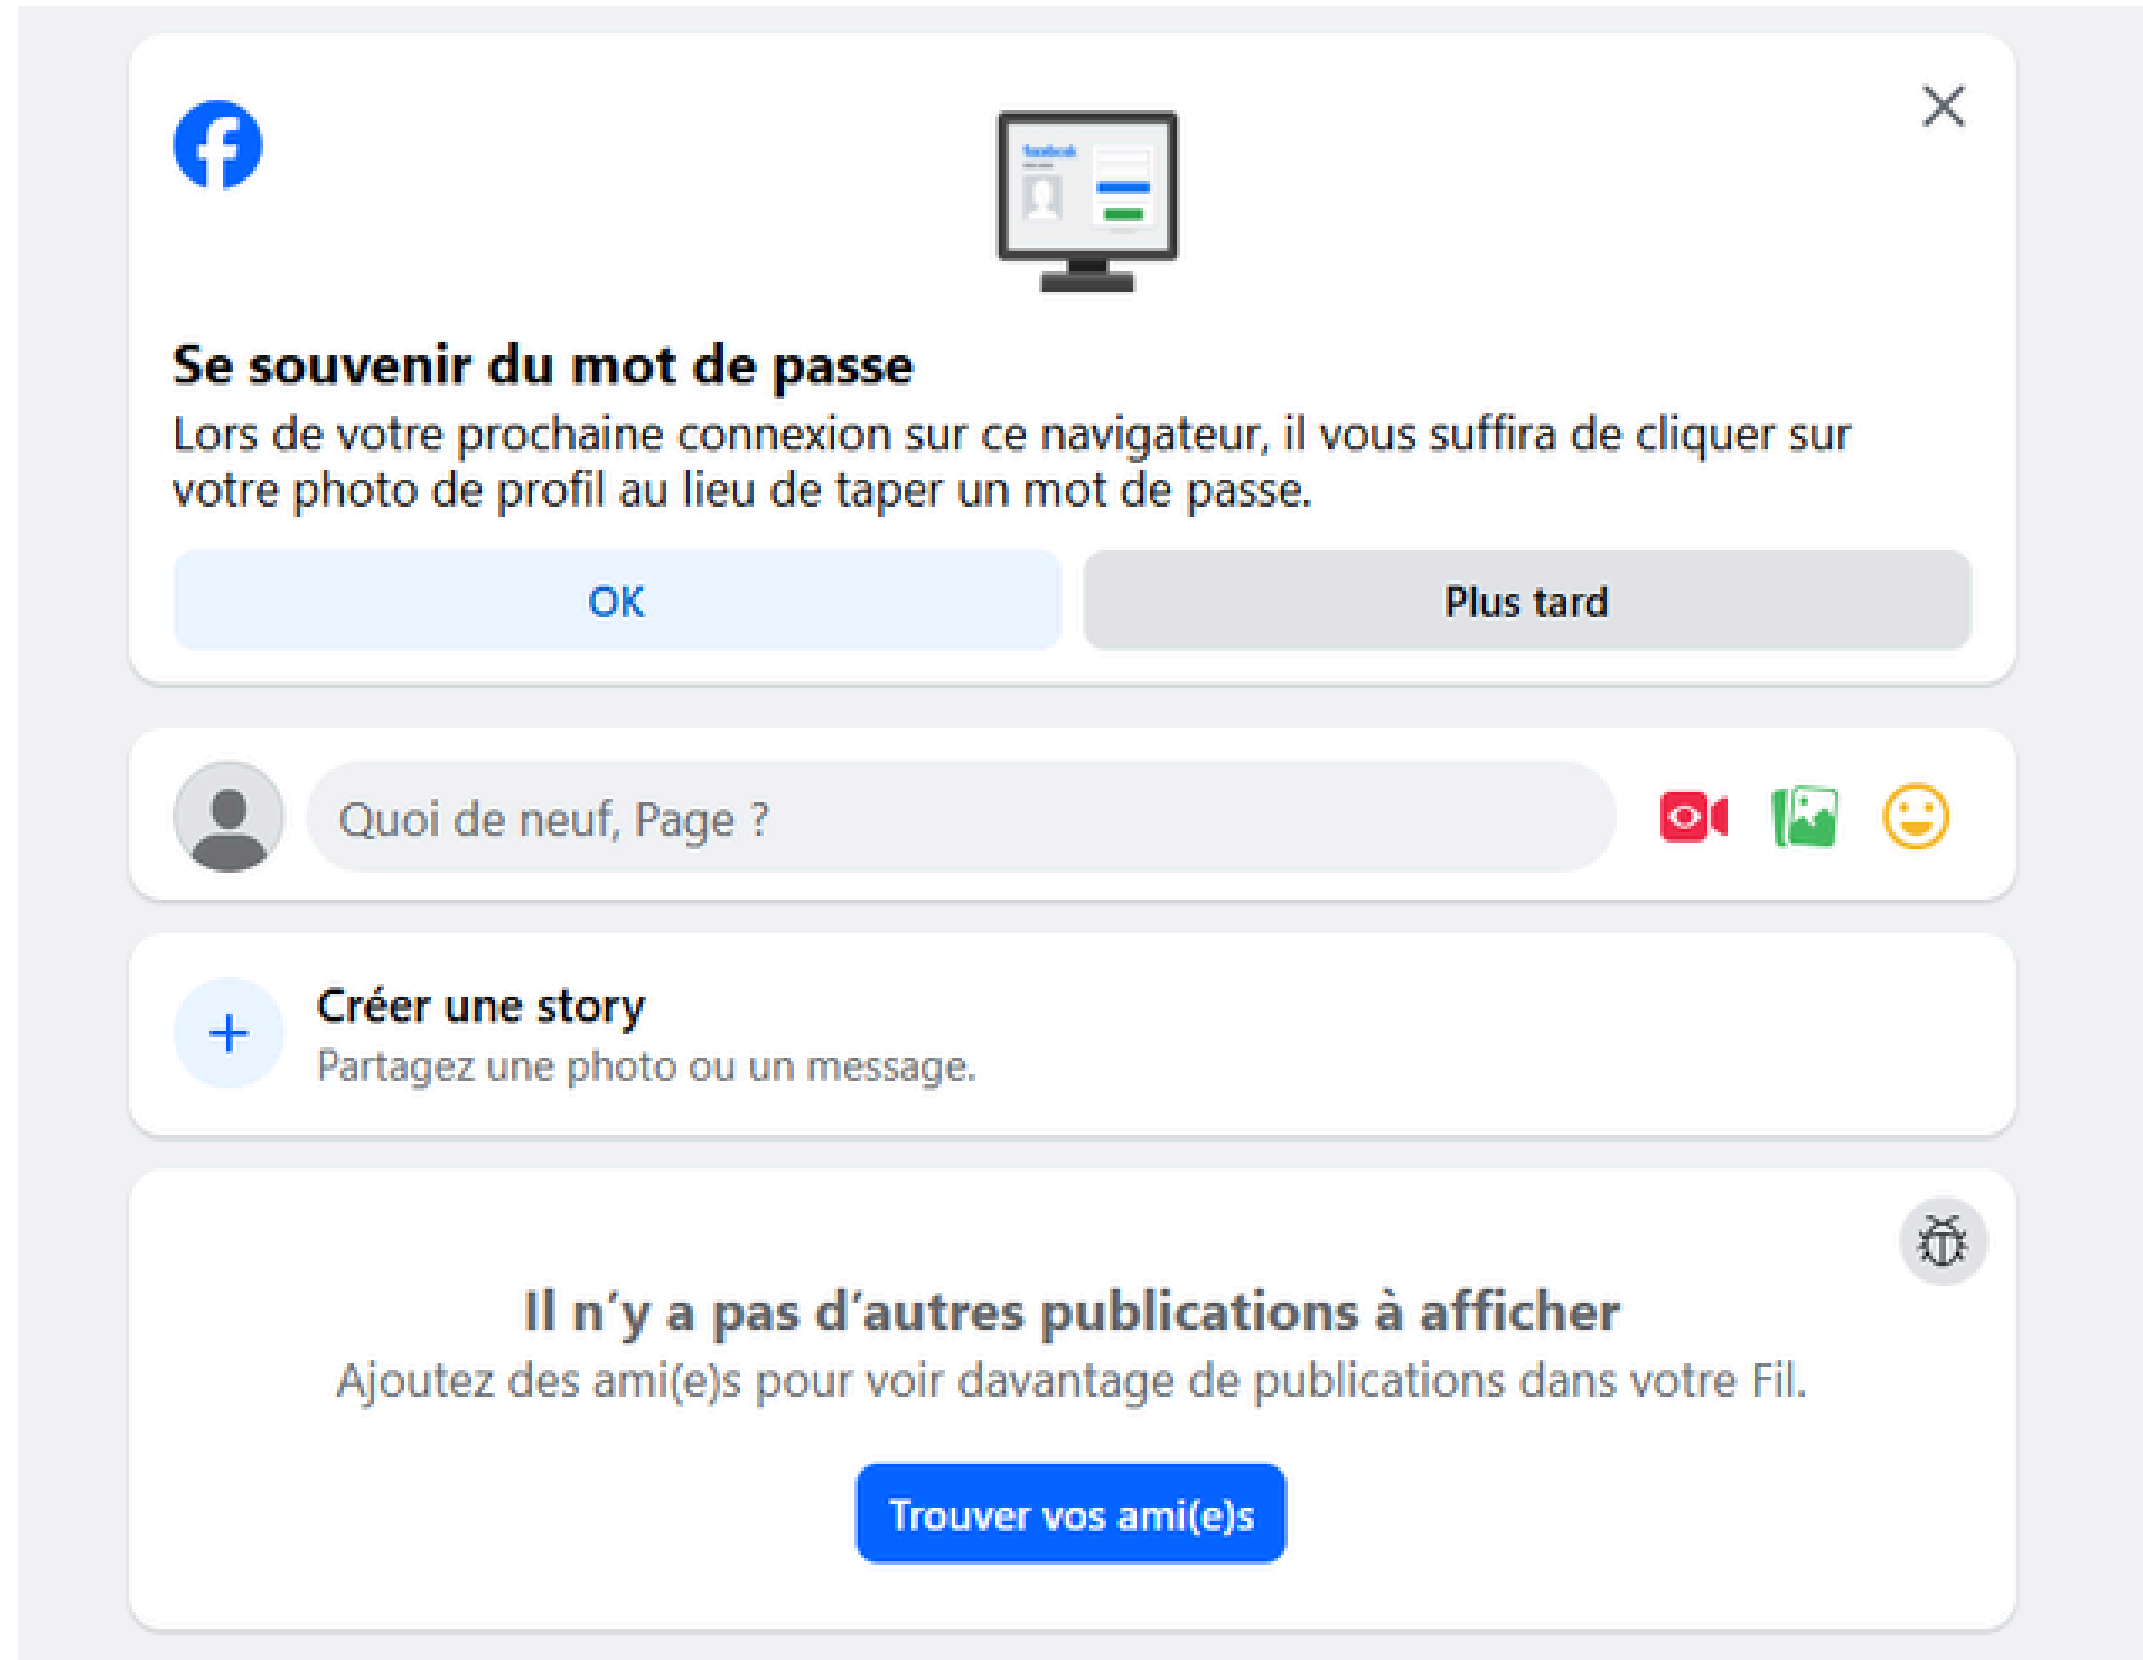 facebook
Se souvenir du mot de passe
Lors de votre prochaine connexion sur ce navigateur, il vous suffira de cliquer sur
votre photo de profil au lieu de taper un mot de passe.
OK
Plus tard
Quoi de neuf, Page ?
Créer une story
Partagez une photo ou un message.
Il n’y a pas d’autres publications à afficher
Ajoutez des ami(e)s pour voir davantage de publications dans votre Fil.
Trouver vos ami(e)s